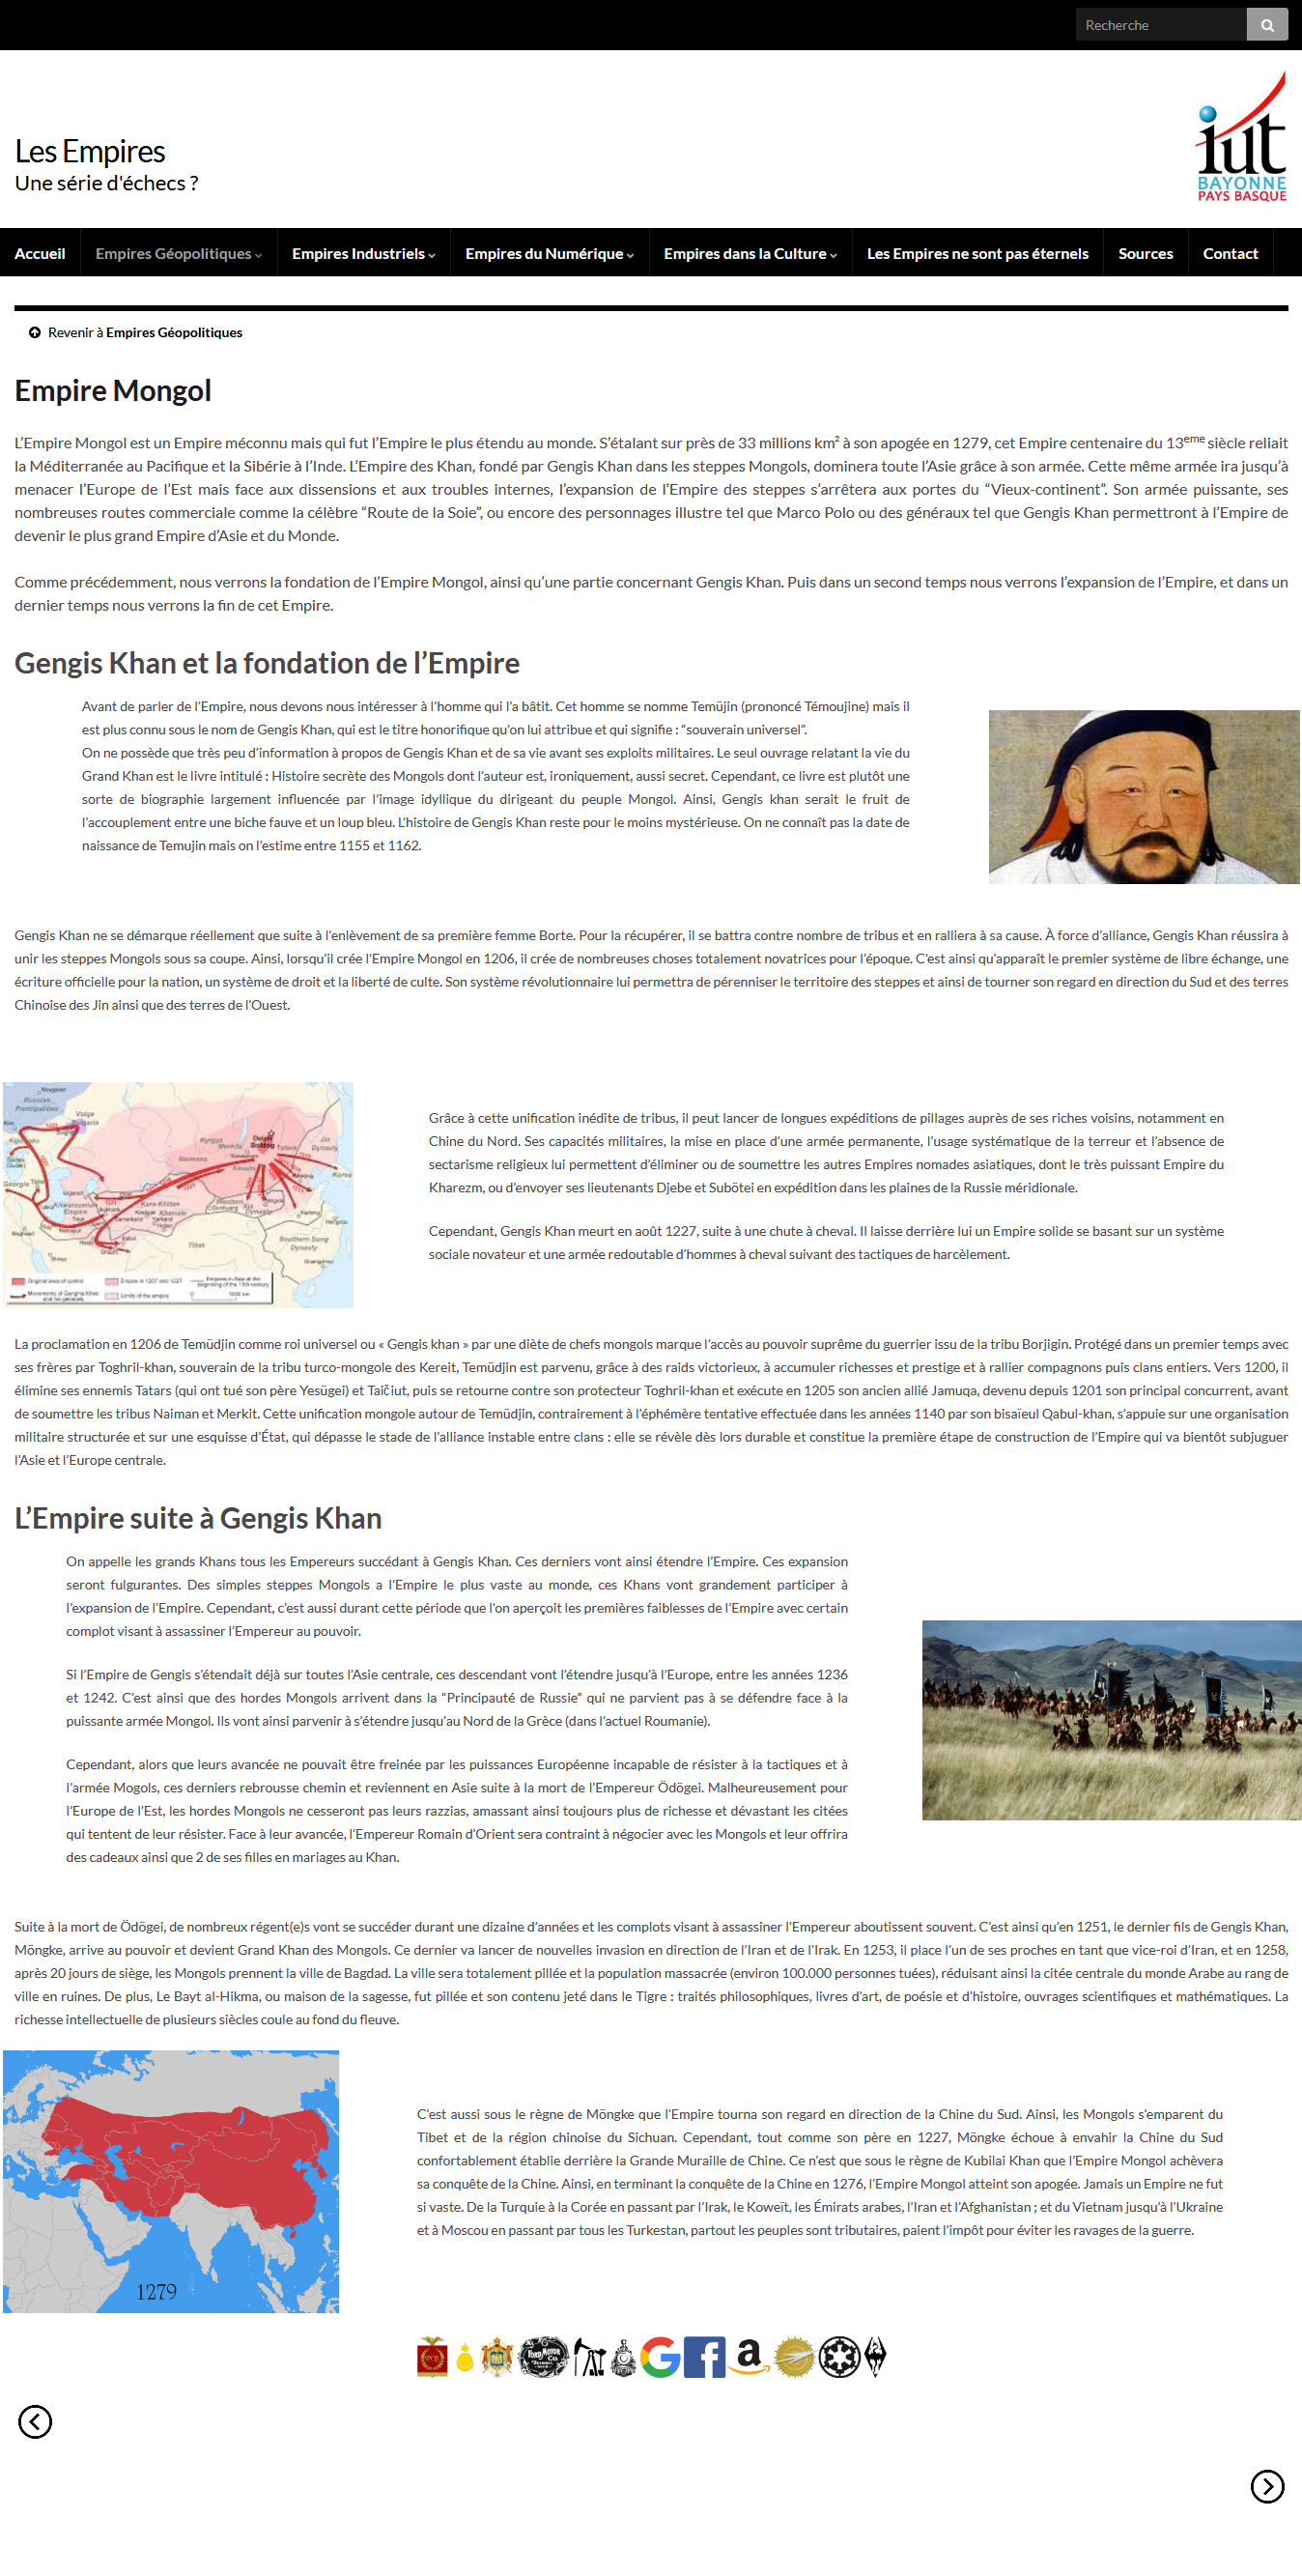 Recherche
Les Empires
Une série d'échecs ?
iut
BAYONNE
PAYS BASQUE
Accueil
Empires Géopolitiques
Empires Industriels
Empires du Numérique
Empires dans la Culture
Les Empires ne sont pas éternels
Sources
Contact
Revenir à Empires Géopolitiques
Empire Mongol
L’Empire Mongol est un Empire méconnu mais qui fut l’Empire le plus étendu au monde. S’étalant sur près de 33 millions km² à son apogée en 1279, cet Empire centenaire du 13eme siècle reliait
la Méditerranée au Pacifique et la Sibérie à l’Inde. L’Empire des Khan, fondé par Gengis Khan dans les steppes Mongols, dominera toute l’Asie grâce à son armée. Cette même armée ira jusqu’à
menacer l’Europe de l’Est mais face aux dissensions et aux troubles internes, l’expansion de l’Empire des steppes s’arrêtera aux portes du “Vieux-continent”. Son armée puissante, ses
nombreuses routes commerciale comme la célèbre “Route de la Soie”, ou encore des personnages illustre tel que Marco Polo ou des généraux tel que Gengis Khan permettront à l’Empire de
devenir le plus grand Empire d’Asie et du Monde.
Comme précédemment, nous verrons la fondation de l’Empire Mongol, ainsi qu’une partie concernant Gengis Khan. Puis dans un second temps nous verrons l’expansion de l’Empire, et dans un
dernier temps nous verrons la fin de cet Empire.
Gengis Khan et la fondation de l’Empire
Avant de parler de l’Empire, nous devons nous intéresser à l’homme qui l’a bâtit. Cet homme se nomme Temüjin (prononcé Témoujine) mais il
est plus connu sous le nom de Gengis Khan, qui est le titre honorifique qu’on lui attribue et qui signifie : “souverain universel”.
On ne possède que très peu d’information à propos de Gengis Khan et de sa vie avant ses exploits militaires. Le seul ouvrage relatant la vie du
Grand Khan est le livre intitulé : Histoire secrète des Mongols dont l’auteur est, ironiquement, aussi secret. Cependant, ce livre est plutôt une
sorte de biographie largement influencée par l’image idyllique du dirigeant du peuple Mongol. Ainsi, Gengis khan serait le fruit de
l’accouplement entre une biche fauve et un loup bleu. L’histoire de Gengis Khan reste pour le moins mystérieuse. On ne connaît pas la date de
naissance de Temujin mais on l’estime entre 1155 et 1162.
Gengis Khan ne se démarque réellement que suite à l’enlèvement de sa première femme Borte. Pour la récupérer, il se battra contre nombre de tribus et en ralliera à sa cause. À force d’alliance, Gengis Khan réussira à
unir les steppes Mongols sous sa coupe. Ainsi, lorsqu’il crée l’Empire Mongol en 1206, il crée de nombreuses choses totalement novatrices pour l’époque. C’est ainsi qu’apparaît le premier système de libre échange, une
écriture officielle pour la nation, un système de droit et la liberté de culte. Son système révolutionnaire lui permettra de pérenniser le territoire des steppes et ainsi de tourner son regard en direction du Sud et des terres
Chinoise des Jin ainsi que des terres de l’Ouest.
Grâce à cette unification inédite de tribus, il peut lancer de longues expéditions de pillages auprès de ses riches voisins, notamment en
Chine du Nord. Ses capacités militaires, la mise en place d’une armée permanente, l’usage systématique de la terreur et l’absence de
sectarisme religieux lui permettent d’éliminer ou de soumettre les autres Empires nomades asiatiques, dont le très puissant Empire du
Kharezm, ou d’envoyer ses lieutenants Djebe et Subötei en expédition dans les plaines de la Russie méridionale.
Cependant, Gengis Khan meurt en août 1227, suite à une chute à cheval. Il laisse derrière lui un Empire solide se basant sur un système
sociale novateur et une armée redoutable d’hommes à cheval suivant des tactiques de harcèlement.
La proclamation en 1206 de Temüdjin comme roi universel ou « Gengis khan » par une diète de chefs mongols marque l’accès au pouvoir suprême du guerrier issu de la tribu Borjigin. Protégé dans un premier temps avec
ses frères par Toghril-khan, souverain de la tribu turco-mongole des Kereit, Temüdjin est parvenu, grâce à des raids victorieux, à accumuler richesses et prestige et à rallier compagnons puis clans entiers. Vers 1200, il
élimine ses ennemis Tatars (qui ont tué son père Yesügei) et Taičiut, puis se retourne contre son protecteur Toghril-khan et exécute en 1205 son ancien allié Jamuqa, devenu depuis 1201 son principal concurrent, avant
de soumettre les tribus Naiman et Merkit. Cette unification mongole autour de Temüdjin, contrairement à l’éphémère tentative effectuée dans les années 1140 par son bisaïeul Qabul-khan, s’appuie sur une organisation
militaire structurée et sur une esquisse d’État, qui dépasse le stade de l’alliance instable entre clans : elle se révèle dès lors durable et constitue la première étape de construction de l’Empire qui va bientôt subjuguer
l’Asie et l’Europe centrale.
L’Empire suite à Gengis Khan
On appelle les grands Khans tous les Empereurs succédant à Gengis Khan. Ces derniers vont ainsi étendre l’Empire. Ces expansion
seront fulgurantes. Des simples steppes Mongols a l’Empire le plus vaste au monde, ces Khans vont grandement participer à
l’expansion de l’Empire. Cependant, c’est aussi durant cette période que l’on aperçoit les premières faiblesses de l’Empire avec certain
complot visant à assassiner l’Empereur au pouvoir.
Si l’Empire de Gengis s’étendait déjà sur toutes l’Asie centrale, ces descendant vont l’étendre jusqu’à l’Europe, entre les années 1236
et 1242. C’est ainsi que des hordes Mongols arrivent dans la “Principauté de Russie” qui ne parvient pas à se défendre face à la
puissante armée Mongol. Ils vont ainsi parvenir à s’étendre jusqu’au Nord de la Grèce (dans l’actuel Roumanie).
Cependant, alors que leurs avancée ne pouvait être freinée par les puissances Européenne incapable de résister à la tactiques et à
l’armée Mogols, ces derniers rebrousse chemin et reviennent en Asie suite à la mort de l’Empereur Ödögei. Malheureusement pour
l’Europe de l’Est, les hordes Mongols ne cesseront pas leurs razzias, amassant ainsi toujours plus de richesse et dévastant les citées
qui tentent de leur résister. Face à leur avancée, l’Empereur Romain d’Orient sera contraint à négocier avec les Mongols et leur offrira
des cadeaux ainsi que 2 de ses filles en mariages au Khan.
Suite à la mort de Ödögei, de nombreux régent(e)s vont se succéder durant une dizaine d’années et les complots visant à assassiner l’Empereur aboutissent souvent. C’est ainsi qu’en 1251, le dernier fils de Gengis Khan,
Möngke, arrive au pouvoir et devient Grand Khan des Mongols. Ce dernier va lancer de nouvelles invasion en direction de l’Iran et de l’Irak. En 1253, il place l’un de ses proches en tant que vice-roi d’Iran, et en 1258,
après 20 jours de siège, les Mongols prennent la ville de Bagdad. La ville sera totalement pillée et la population massacrée (environ 100.000 personnes tuées), réduisant ainsi la citée centrale du monde Arabe au rang de
ville en ruines. De plus, Le Bayt al-Hikma, ou maison de la sagesse, fut pillée et son contenu jeté dans le Tigre : traités philosophiques, livres d’art, de poésie et d’histoire, ouvrages scientifiques et mathématiques. La
richesse intellectuelle de plusieurs siècles coule au fond du fleuve.
C’est aussi sous le règne de Möngke que l’Empire tourna son regard en direction de la Chine du Sud. Ainsi, les Mongols s’emparent du
Tibet et de la région chinoise du Sichuan. Cependant, tout comme son père en 1227, Möngke échoue à envahir la Chine du Sud
confortablement établie derrière la Grande Muraille de Chine. Ce n’est que sous le règne de Kubilai Khan que l’Empire Mongol achèvera
sa conquête de la Chine. Ainsi, en terminant la conquête de la Chine en 1276, l’Empire Mongol atteint son apogée. Jamais un Empire ne fut
si vaste. De la Turquie à la Corée en passant par l’Irak, le Koweït, les Émirats arabes, l’Iran et l’Afghanistan ; et du Vietnam jusqu’à l’Ukraine
et à Moscou en passant par tous les Turkestan, partout les peuples sont tributaires, paient l’impôt pour éviter les ravages de la guerre.
1279